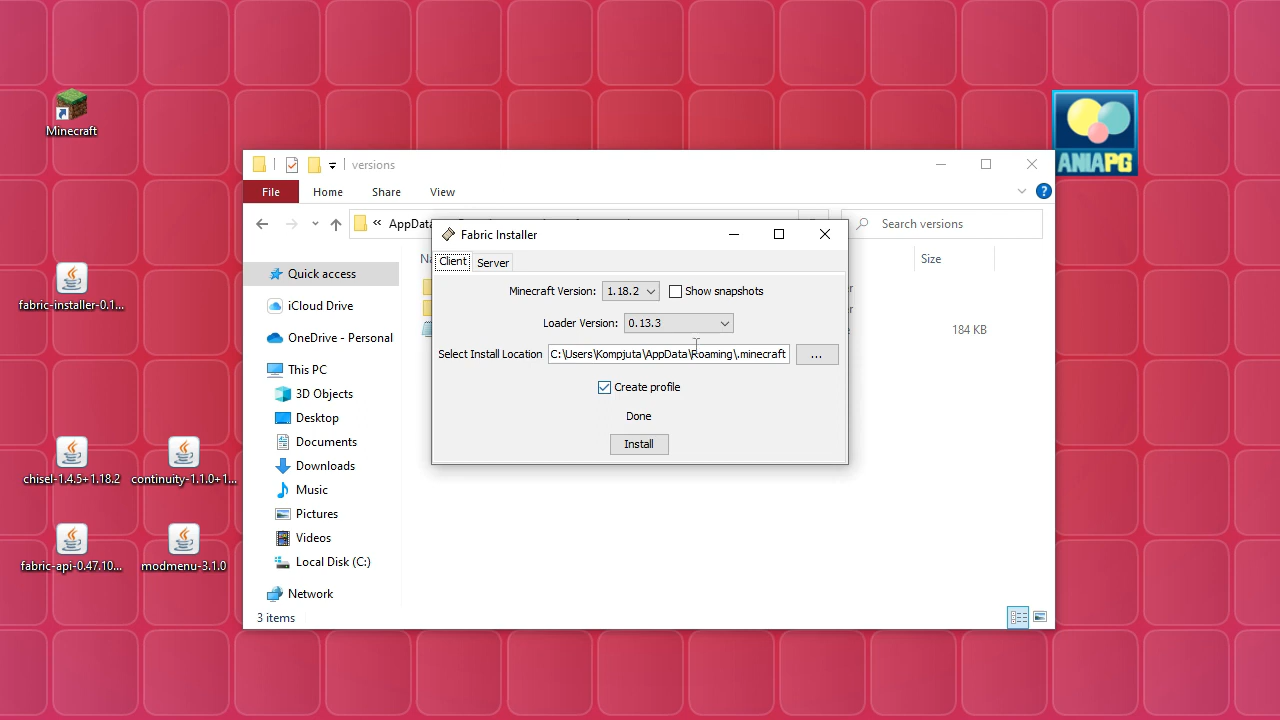 Minecraft
fabric-installer-0.1...
chisel-1.4.5+1.18.2
continuity-1.1.0+1...
fabric-api-0.47.10...
modmenu-3.1.0
ANIAPG
versions
File
Home
Share
View
AppData
Search versions
Size
184 KB
Quick access
iCloud Drive
OneDrive - Personal
This PC
3D Objects
Desktop
Documents
Downloads
Music
Pictures
Videos
Local Disk (C:)
Network
3 items
Fabric Installer
Client
Server
Minecraft Version:
1.18.2
Show snapshots
Loader Version:
0.13.3
Select Install Location
C:\Users\Kompjuta\AppData\Roaming\.minecraft
...
Create profile
Done
Install